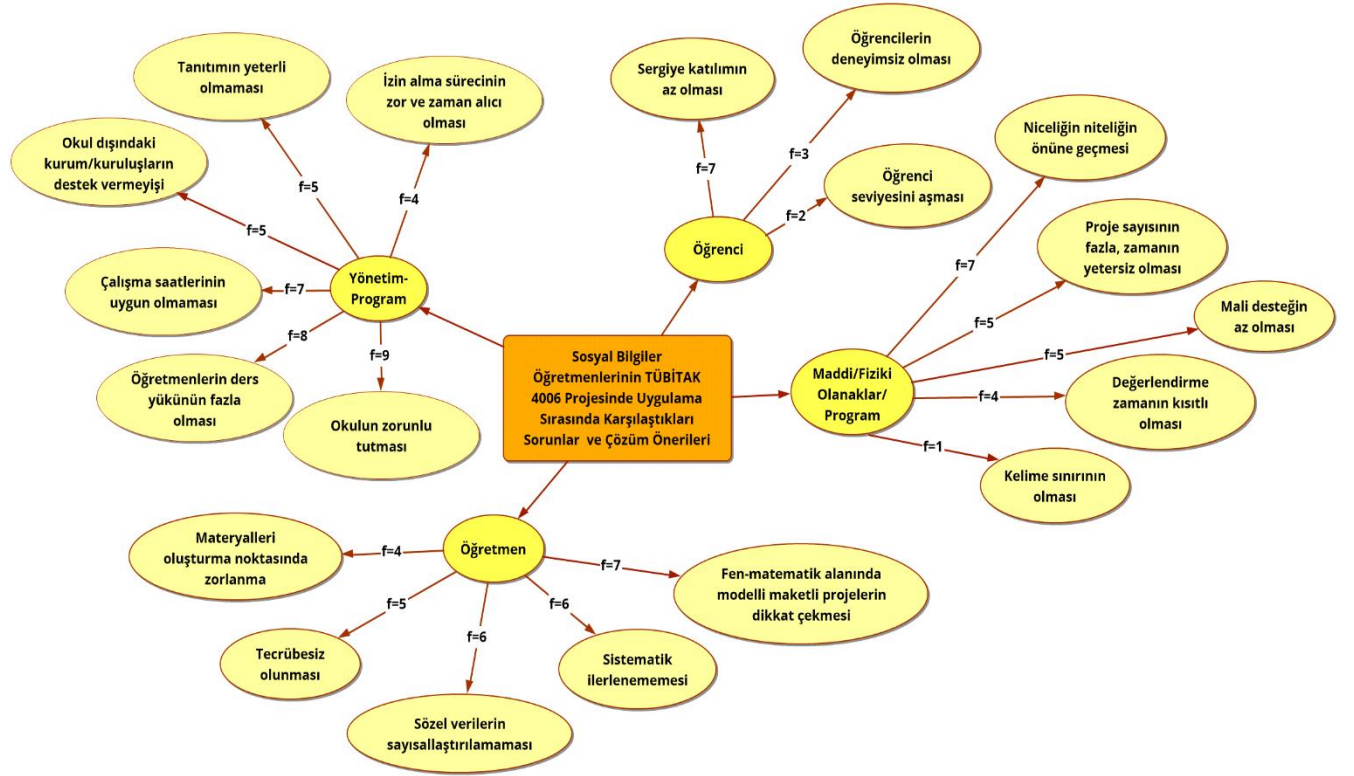 Tanıtımın yeterli
olmaması
İzin alma sürecinin
zor ve zaman alıcı
olması
Okul dışındaki
kurum/kuruluşların
destek vermeyişi
f=5
f=4
f=5
Yönetim-
Program
Çalışma saatlerinin
uygun olmaması
f=7
f=8
f=9
Öğretmenlerin ders
yükünün fazla
olması
Okulun zorunlu
tutması
Sergiye katılımın
az olması
Öğrencilerin
deneyimsiz olması
f=7
f=3
Öğrenci
seviyesini aşması
f=2
Öğrenci
Sosyal Bilgiler
Öğretmenlerinin TÜBİTAK
4006 Projesinde Uygulama
Sırasında Karşılaştıkları
Sorunlar ve Çözüm Önerileri
Niceliğin niteliğin
önüne geçmesi
f=7
Proje sayısının
fazla, zamanın
yetersiz olması
f=5
Mali desteğin
az olması
f=5
Maddi/Fiziki
Olanaklar/
Program
f=4
Değerlendirme
zamanın kısıtlı
olması
f=1
Kelime sınırının
olması
Öğretmen
Materyalleri
oluşturma noktasında
zorlanma
f=4
f=7
Fen-matematik alanında
modelli maketli projelerin
dikkat çekmesi
f=5
f=6
f=6
Tecrübesiz
olunması
Sistematik
ilerlenememesi
Sözel verilerin
sayısallaştırılamaması